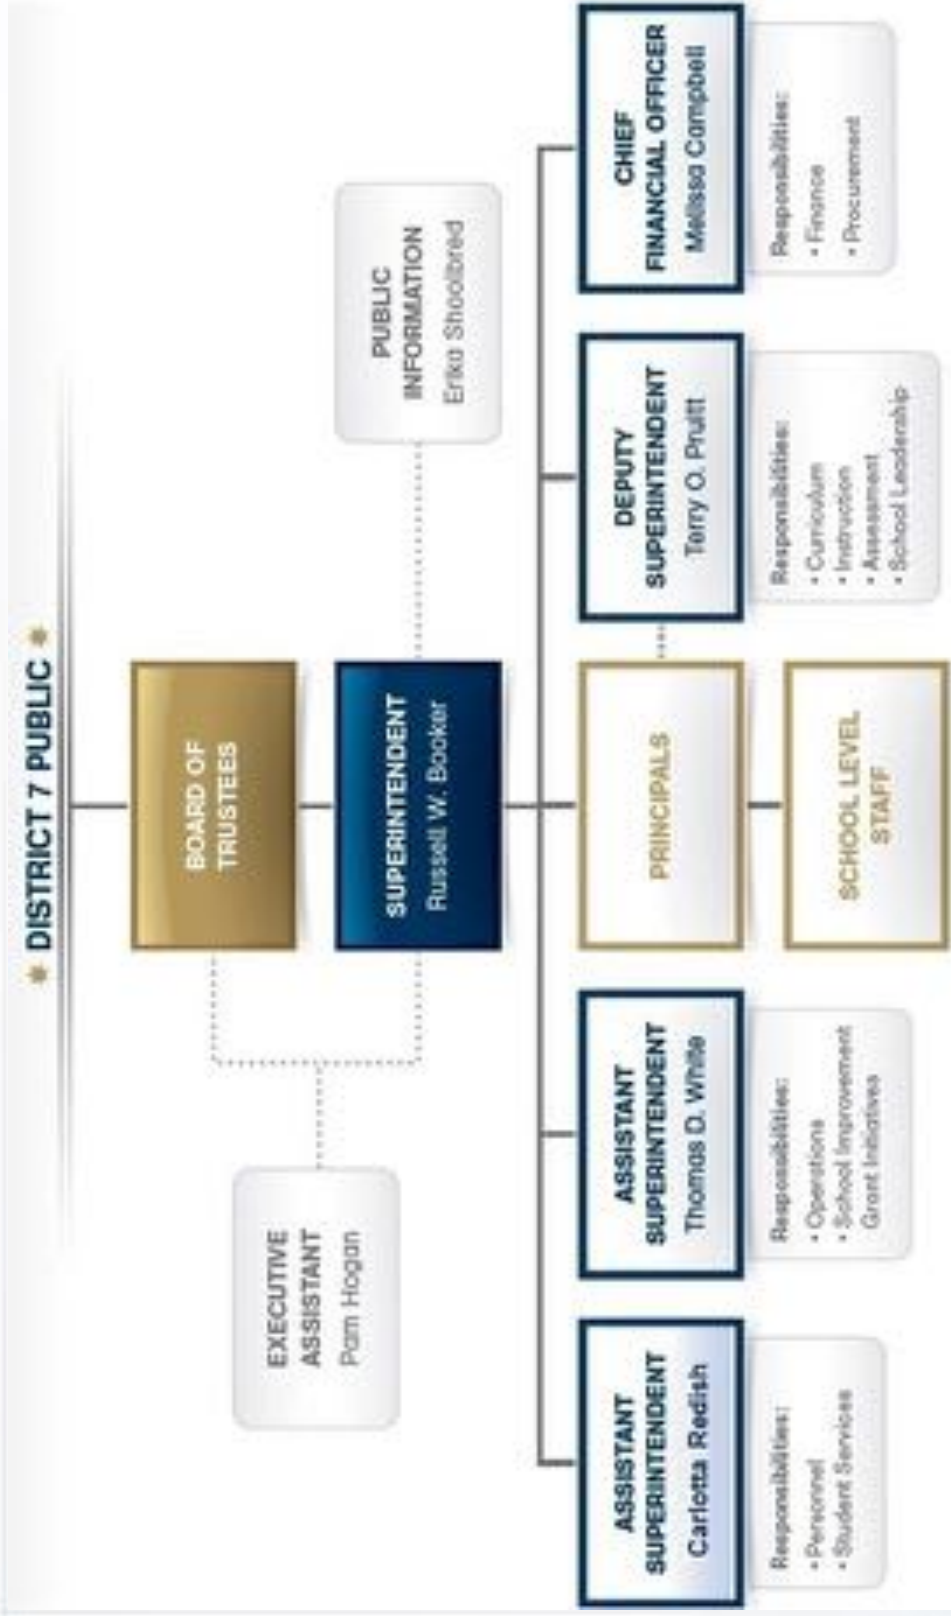 DISTRICT 7 PUBLIC
BOARD OF
TRUSTEES
EXECUTIVE
ASSISTANT
Pam Hogan
SUPERINTENDENT
Russell W. Booker
PUBLIC
INFORMATION
Erika Shoolbred
ASSISTANT
SUPERINTENDENT
Carlotta Redish
Responsibilities:
• Personnel
• Student Services
ASSISTANT
SUPERINTENDENT
Thomas D. White
Responsibilities:
• Operations
• School Improvement
Grant Initiatives
PRINCIPALS
SCHOOL LEVEL
STAFF
DEPUTY
SUPERINTENDENT
Terry O. Pruitt
Responsibilities:
• Curriculum
• Instruction
• Assessment
• School Leadership
CHIEF
FINANCIAL OFFICER
Melissa Campbell
Responsibilities:
• Finance
• Procurement